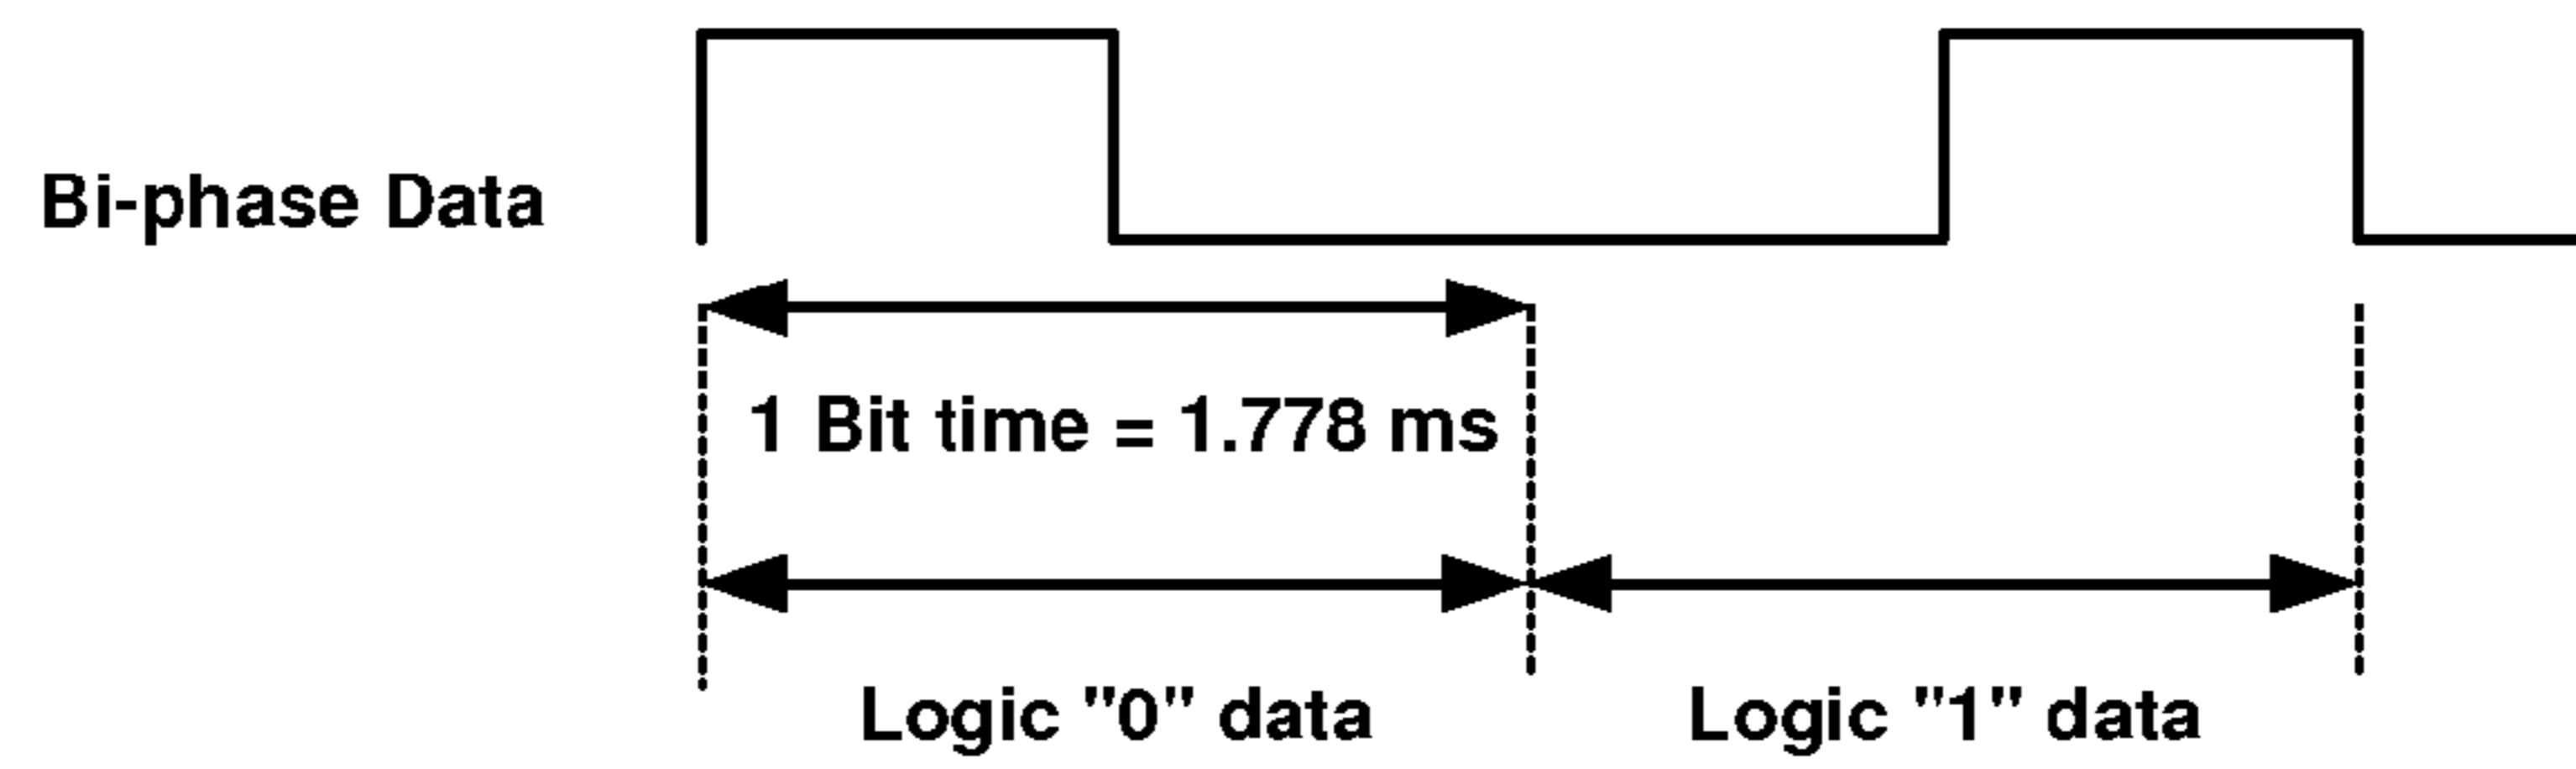 Bi-phase Data
1 Bit time = 1.778 ms
Logic "0" data
Logic "1" data